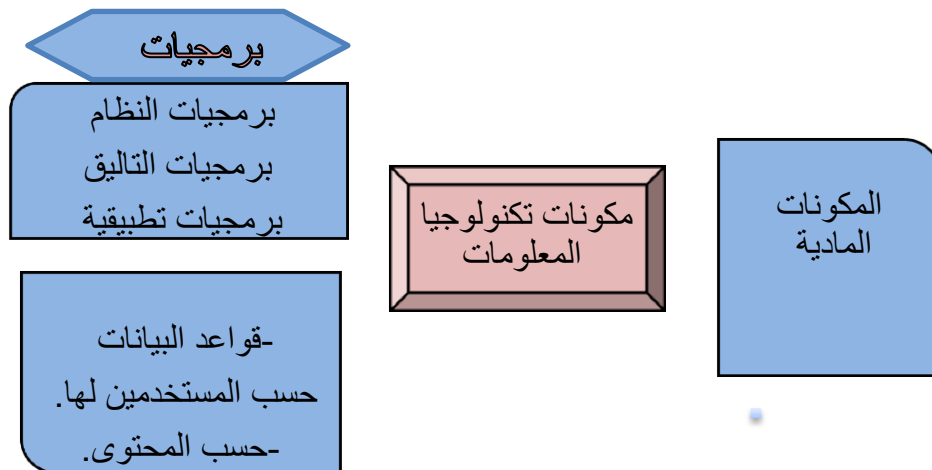 برمجيات
برمجيات النظام
برمجيات التاليق
برمجيات تطبيقية
مكونات تكنولوجيا
المعلومات
المكونات
المادية
-قواعد البيانات
حسب المستخدمين لها.
-حسب المحتوى.